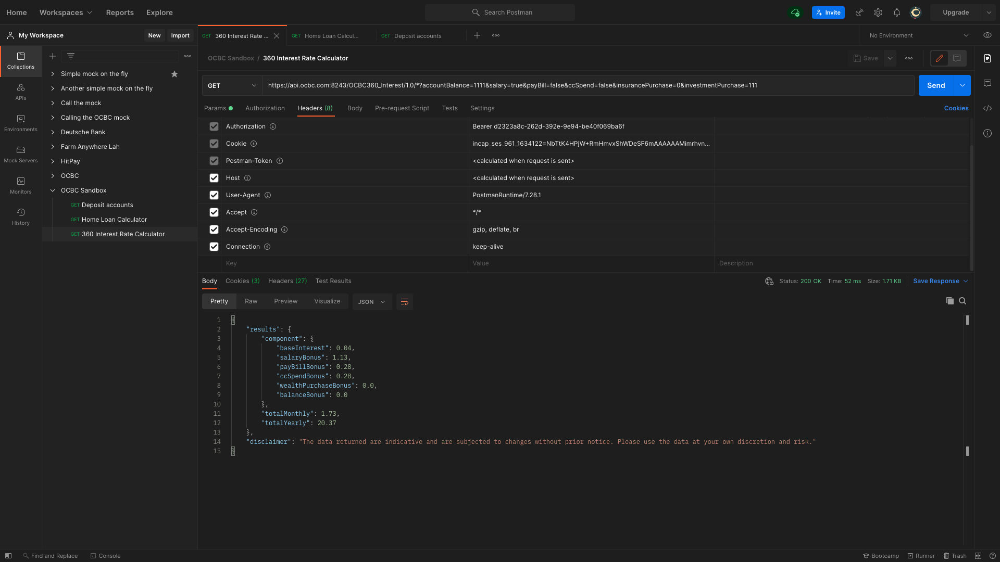 Home Workspaces Reports Explore Search Postman Invite Upgrade
My Workspace New Import GET 360 Interest Rate ... GET Home Loan Calcul... GET Deposit accounts No Environment
OCBC Sandbox / 360 Interest Rate Calculator Save
Collections
APIs
Environments
Mock Servers
Monitors
History
Simple mock on the fly
Another simple mock on the fly
Call the mock
Calling the OCBC mock
Deutsche Bank
Farm Anywhere Lah
HitPay
OCBC
OCBC Sandbox
GET Deposit accounts
GET Home Loan Calculator
GET 360 Interest Rate Calculator
GET https://api.ocbc.com:8243/OCBC360_Interest/1.0/*?accountBalance=1111&salary=true&payBill=false&ccSpend=false&insurancePurchase=0&investmentPurchase=111 Send
Params Authorization Headers (8) Body Pre-request Script Tests Settings Cookies
Authorization Bearer d2323a8c-262d-392e-9e94-be40f069ba6f
Cookie incap_ses_961_1634122=NbTtK4HPjW+RmHmvxShWDeSF6mAAAAAAMimrhvn...
Postman-Token <calculated when request is sent>
Host <calculated when request is sent>
User-Agent PostmanRuntime/7.28.1
Accept */*
Accept-Encoding gzip, deflate, br
Connection keep-alive
Key Value Description
Body Cookies (3) Headers (27) Test Results Status: 200 OK Time: 52 ms Size: 1.71 KB Save Response
Pretty Raw Preview Visualize JSON
1 {
2 "results": {
3 "component": {
4 "baseInterest": 0.04,
5 "salaryBonus": 1.13,
6 "payBillBonus": 0.28,
7 "ccSpendBonus": 0.28,
8 "wealthPurchaseBonus": 0.0,
9 "balanceBonus": 0.0
10 },
11 "totalMonthly": 1.73,
12 "totalYearly": 20.37
13 },
14 "disclaimer": "The data returned are indicative and are subjected to changes without prior notice. Please use the data at your own discretion and risk."
15 }
Find and Replace Console Bootcamp Runner Trash